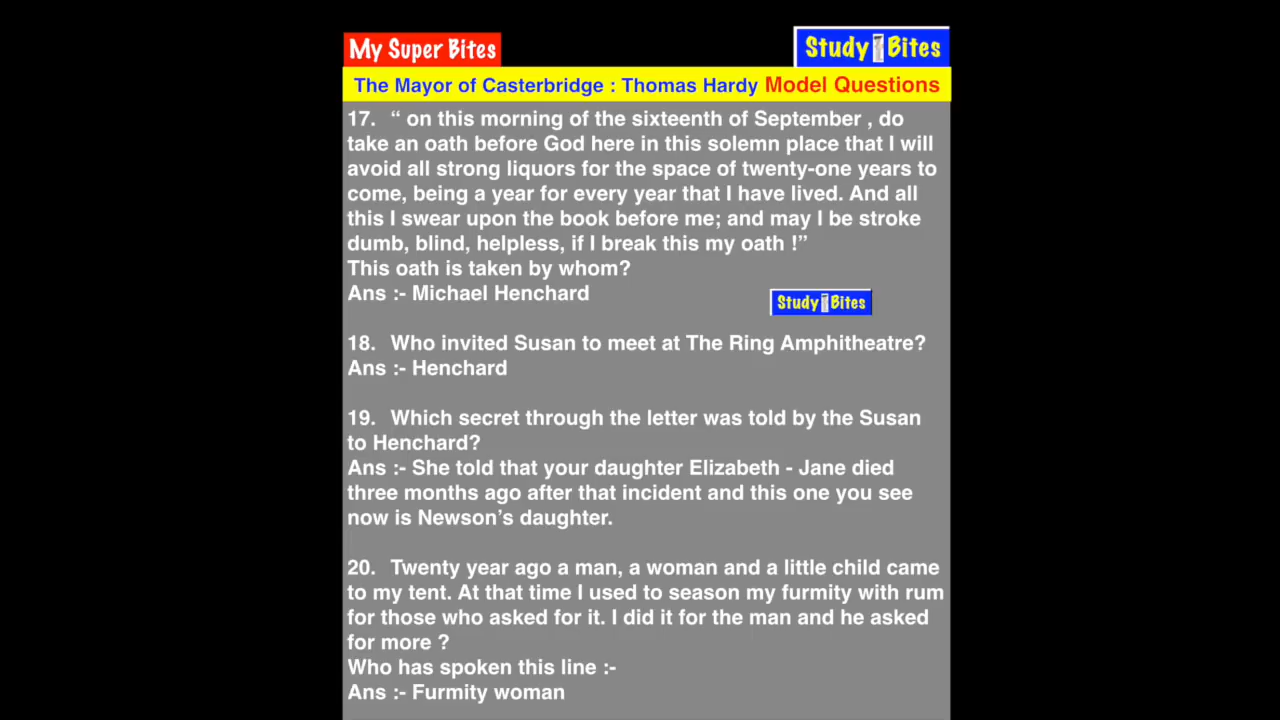 My Super Bites
Study Bites
The Mayor of Casterbridge : Thomas Hardy Model Questions
17. “ on this morning of the sixteenth of September , do
take an oath before God here in this solemn place that I will
avoid all strong liquors for the space of twenty-one years to
come, being a year for every year that I have lived. And all
this I swear upon the book before me; and may I be stroke
dumb, blind, helpless, if I break this my oath !”
This oath is taken by whom?
Ans :- Michael Henchard
Study Bites
18. Who invited Susan to meet at The Ring Amphitheatre?
Ans :- Henchard
19. Which secret through the letter was told by the Susan
to Henchard?
Ans :- She told that your daughter Elizabeth - Jane died
three months ago after that incident and this one you see
now is Newson’s daughter.
20. Twenty year ago a man, a woman and a little child came
to my tent. At that time I used to season my furmity with rum
for those who asked for it. I did it for the man and he asked
for more ?
Who has spoken this line :-
Ans :- Furmity woman